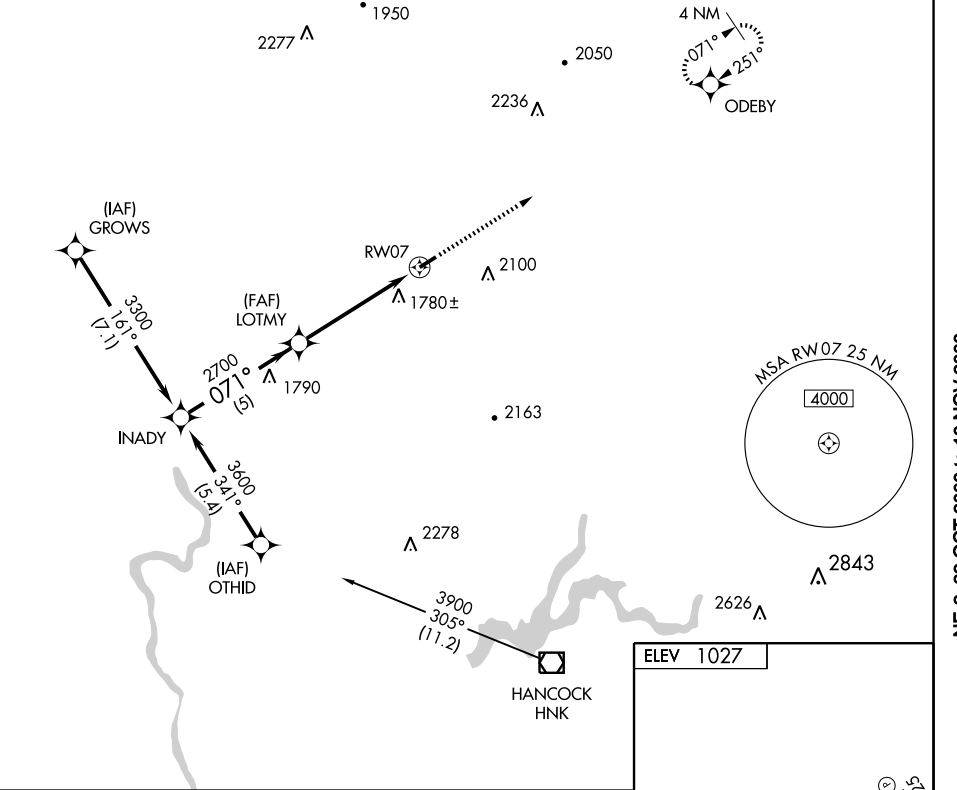 1950
2277
2050
4 NM
071°
251°
ODEBY
2236
(IAF)
GROWS
RW07
2100
1780±
(FAF)
LOTMY
3300
161°
(7.1)
2700
071°
(5)
1790
MSA RW07 25 NM
4000
INADY
2163
3600
341°
(5.4)
(IAF)
OTHID
2278
2843
2626
3900
305°
(11.2)
ELEV 1027
HANCOCK
HNK
P